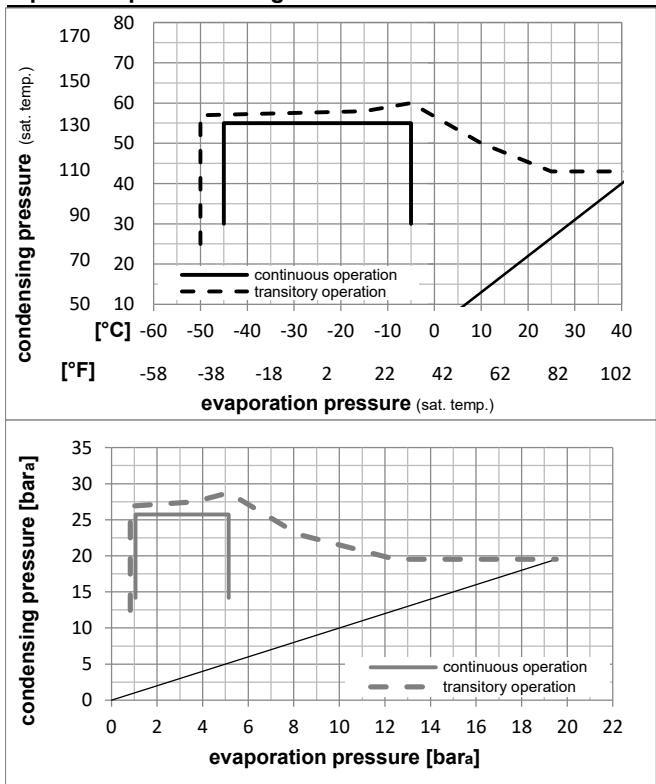 170 80
150 70
60
130 50
110 40
90 30
70 20
50 10
condensing pressure (sat. temp.)
continuous operation
transitory operation
[°C] -60 -50 -40 -30 -20 -10 0 10 20 30 40
[°F] -58 -38 -18 2 22 42 62 82 102
evaporation pressure (sat. temp.)
35
30
25
20
15
10
5
0
condensing pressure [bara]
continuous operation
transitory operation
0 2 4 6 8 10 12 14 16 18 20 22
evaporation pressure [bara]